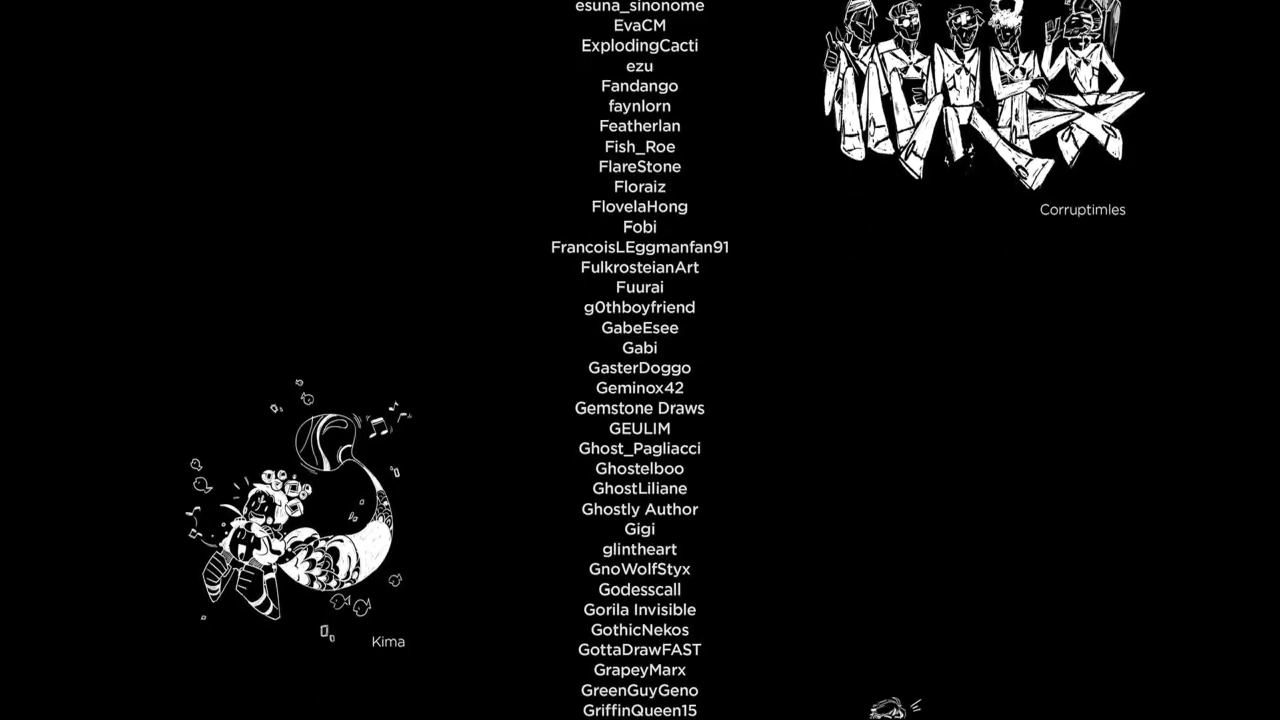 esuna_sinonome
EvaCM
ExplodingCacti
ezu
Fandango
faynlorn
Featherlan
Fish_Roe
FlareStone
Floraiz
FlovelaHong
Fobi
FrancoisLEggmanfan91
FulkrosteianArt
Fuurai
g0thboyfriend
GabeEsee
Gabi
GasterDoggo
Geminox42
Gemstone Draws
GEULIM
Ghost_Pagliacci
Ghostelboo
GhostLiliane
Ghostly Author
Gigi
glintheart
GnoWolfStyx
Godesscall
Gorila Invisible
GothicNekos
GottaDrawFAST
GrapeyMarx
GreenGuyGeno
GriffinQueen15
Corruptimles
Kima